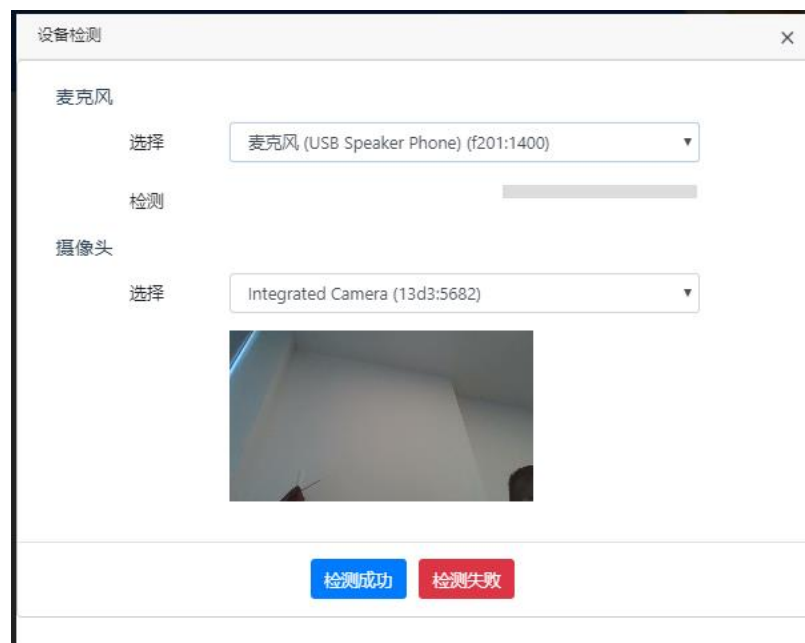 设备检测
麦克风
选择 麦克风 (USB Speaker Phone) (f201:1400)
检测
摄像头
选择 Integrated Camera (13d3:5682)
检测成功 检测失败